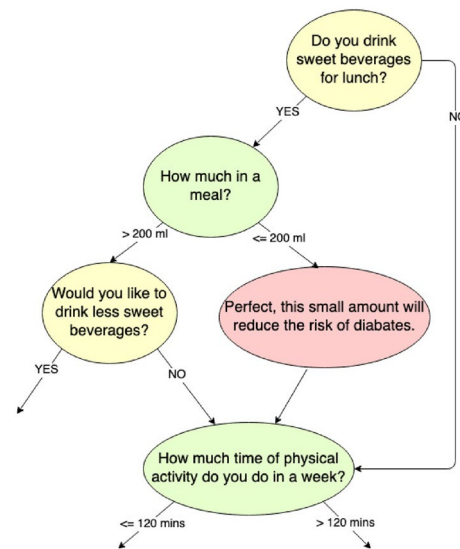 Do you drink
sweet beverages
for lunch?
YES
NO
How much in a
meal?
> 200 ml
<= 200 ml
Would you like to
drink less sweet
beverages?
Perfect, this small amount will
reduce the risk of diabates.
YES
NO
How much time of physical
activity do you do in a week?
<= 120 mins
> 120 mins